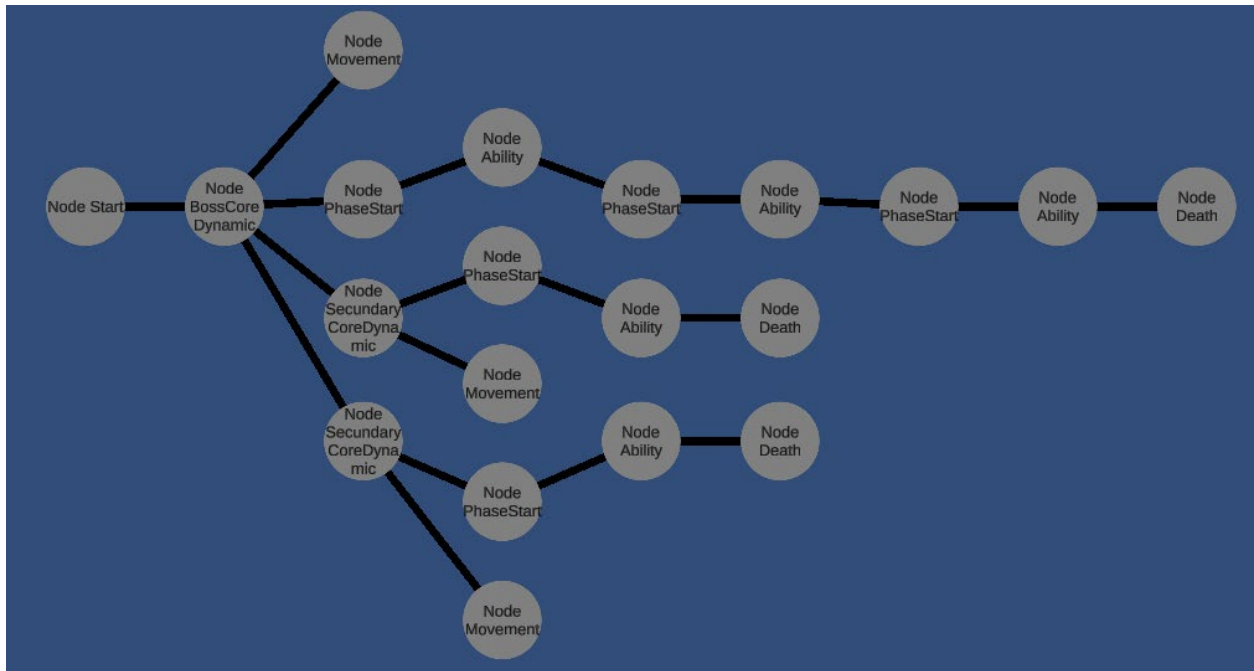 Node
Movement
Node
Ability
Node Start
Node
BossCore
Dynamic
Node
PhaseStart
Node
PhaseStart
Node
Ability
Node
PhaseStart
Node
Ability
Node
Death
Node
PhaseStart
Node
Secundary
CoreDyna
mic
Node
Ability
Node
Death
Node
Movement
Node
Secundary
CoreDyna
mic
Node
Ability
Node
Death
Node
PhaseStart
Node
Movement